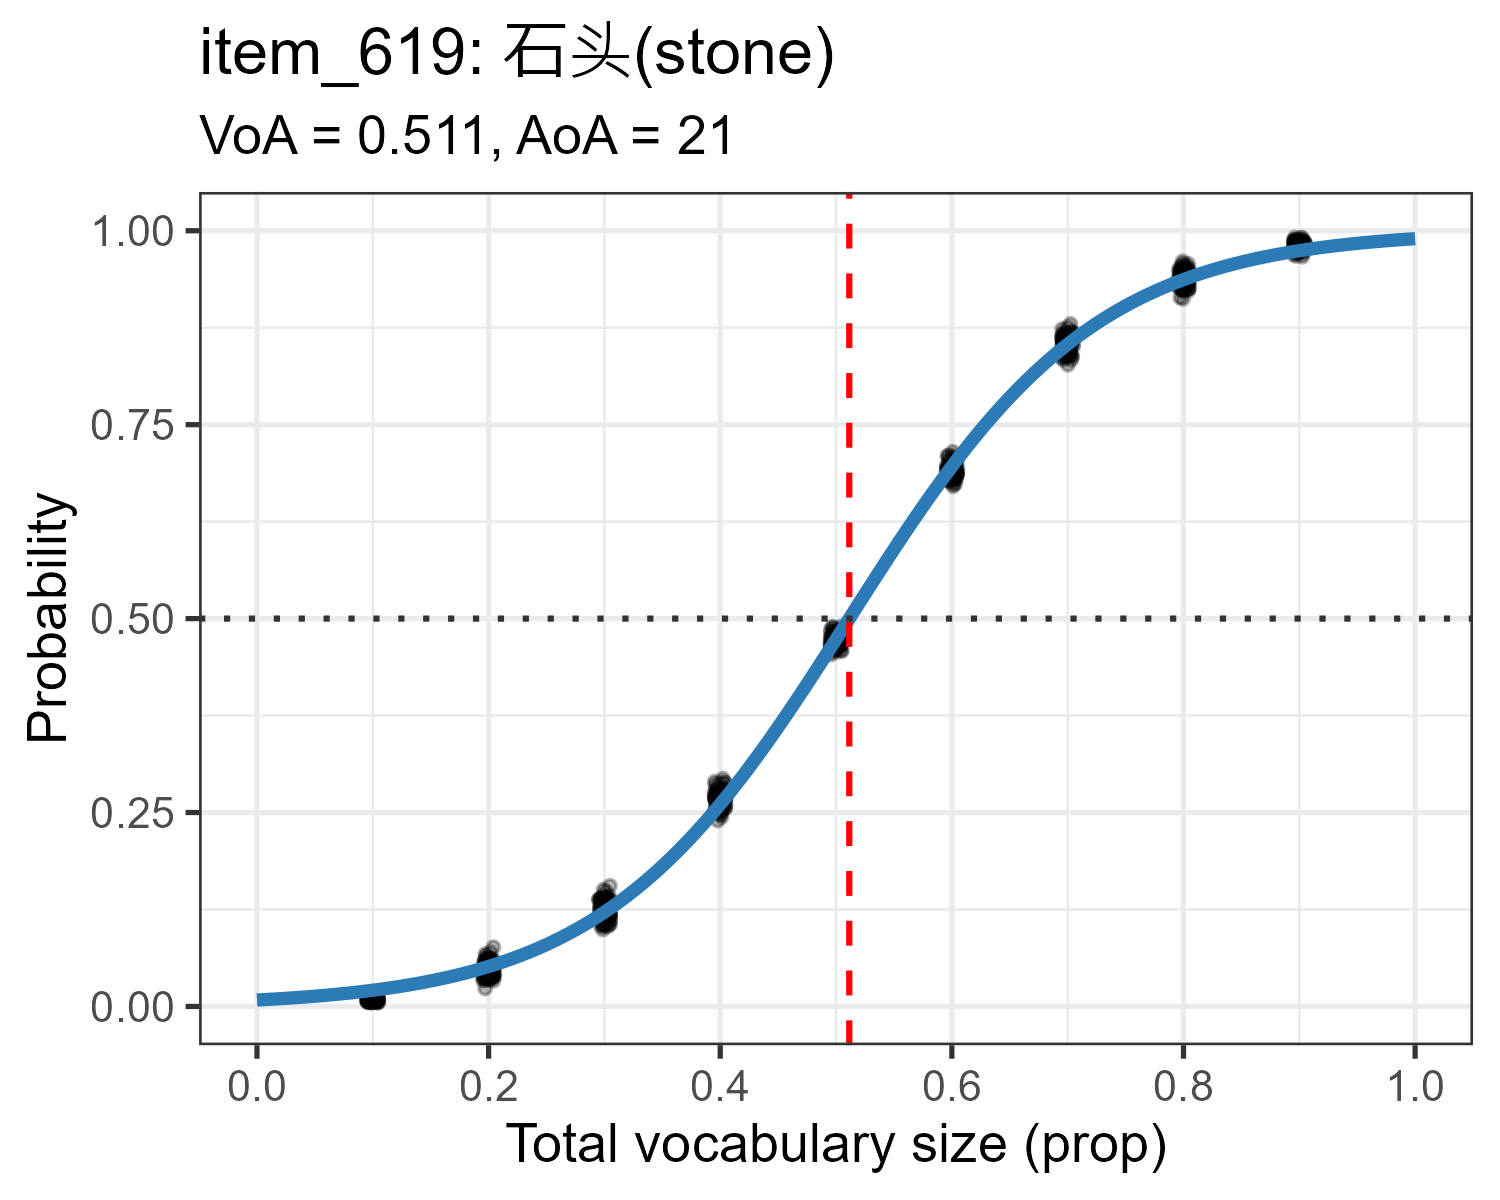 item_619: 石头(stone)
VoA = 0.511, AoA = 21
1.00
0.75
0.50
0.25
0.00
Probability
0.0 0.2 0.4 0.6 0.8 1.0
Total vocabulary size (prop)